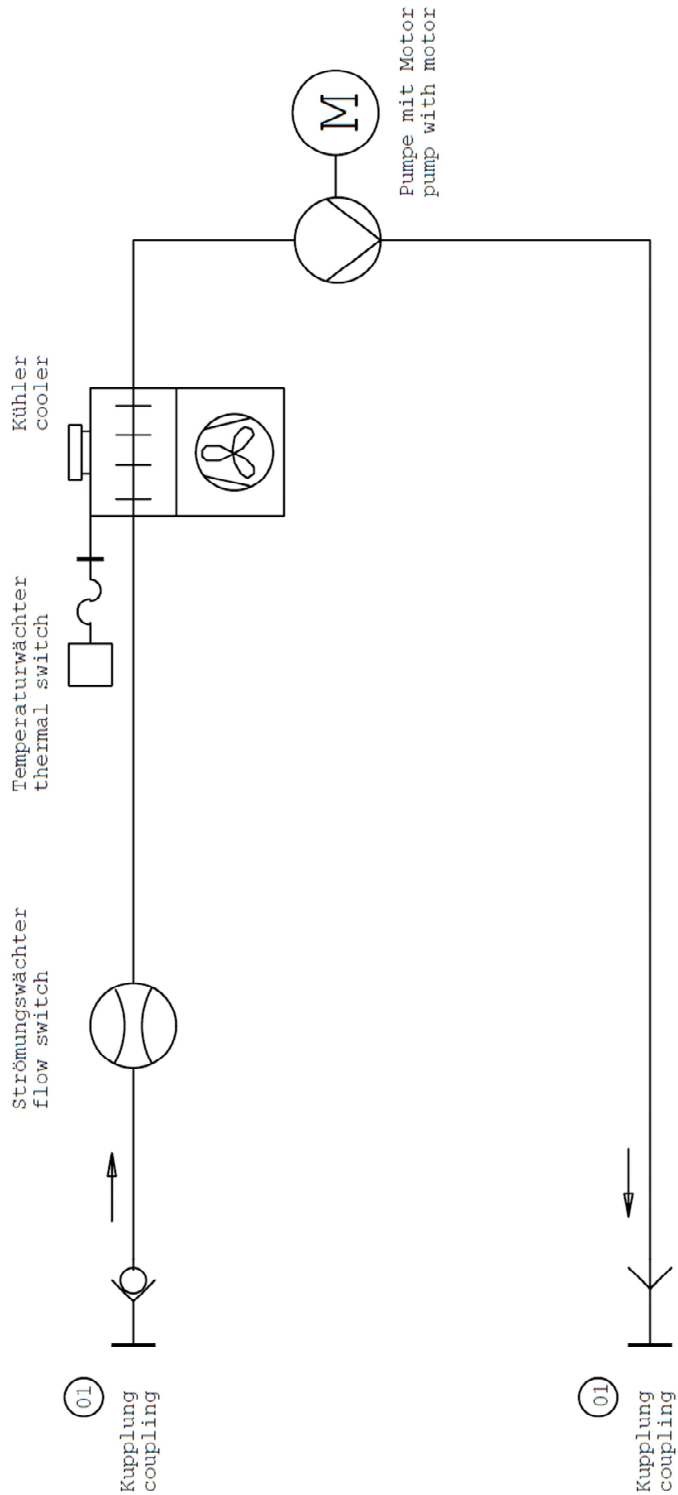 Kühler
cooler
Temperaturwächter
thermal switch
Strömungswächter
flow switch
M
Pumpe mit Motor
pump with motor
01
Kupplung
coupling
01
Kupplung
coupling